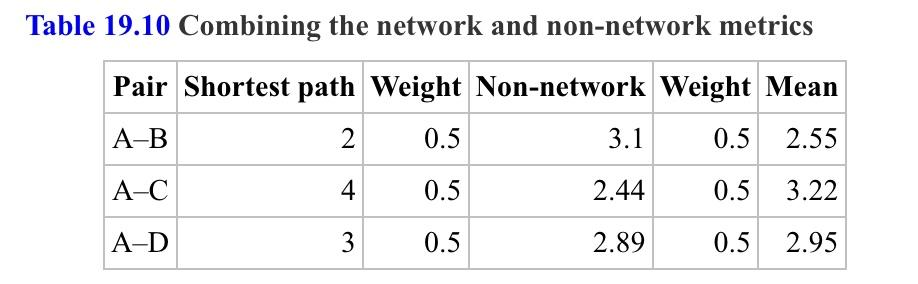 Table 19.10 Combining the network and non-network metrics
Pair Shortest path Weight Non-network Weight Mean
A–B 2 0.5 3.1 0.5 2.55
A–C 4 0.5 2.44 0.5 3.22
A–D 3 0.5 2.89 0.5 2.95